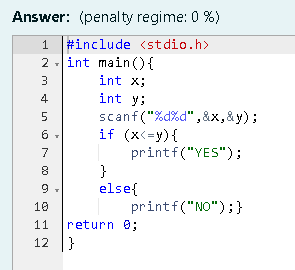 Answer: (penalty regime: 0 %)
1 #include <stdio.h>
2 int main(){
3     int x;
4     int y;
5     scanf("%d%d",&x,&y);
6     if (x<=y){
7         printf("YES");
8     }
9     else{
10         printf("NO");}
11 return 0;
12 }